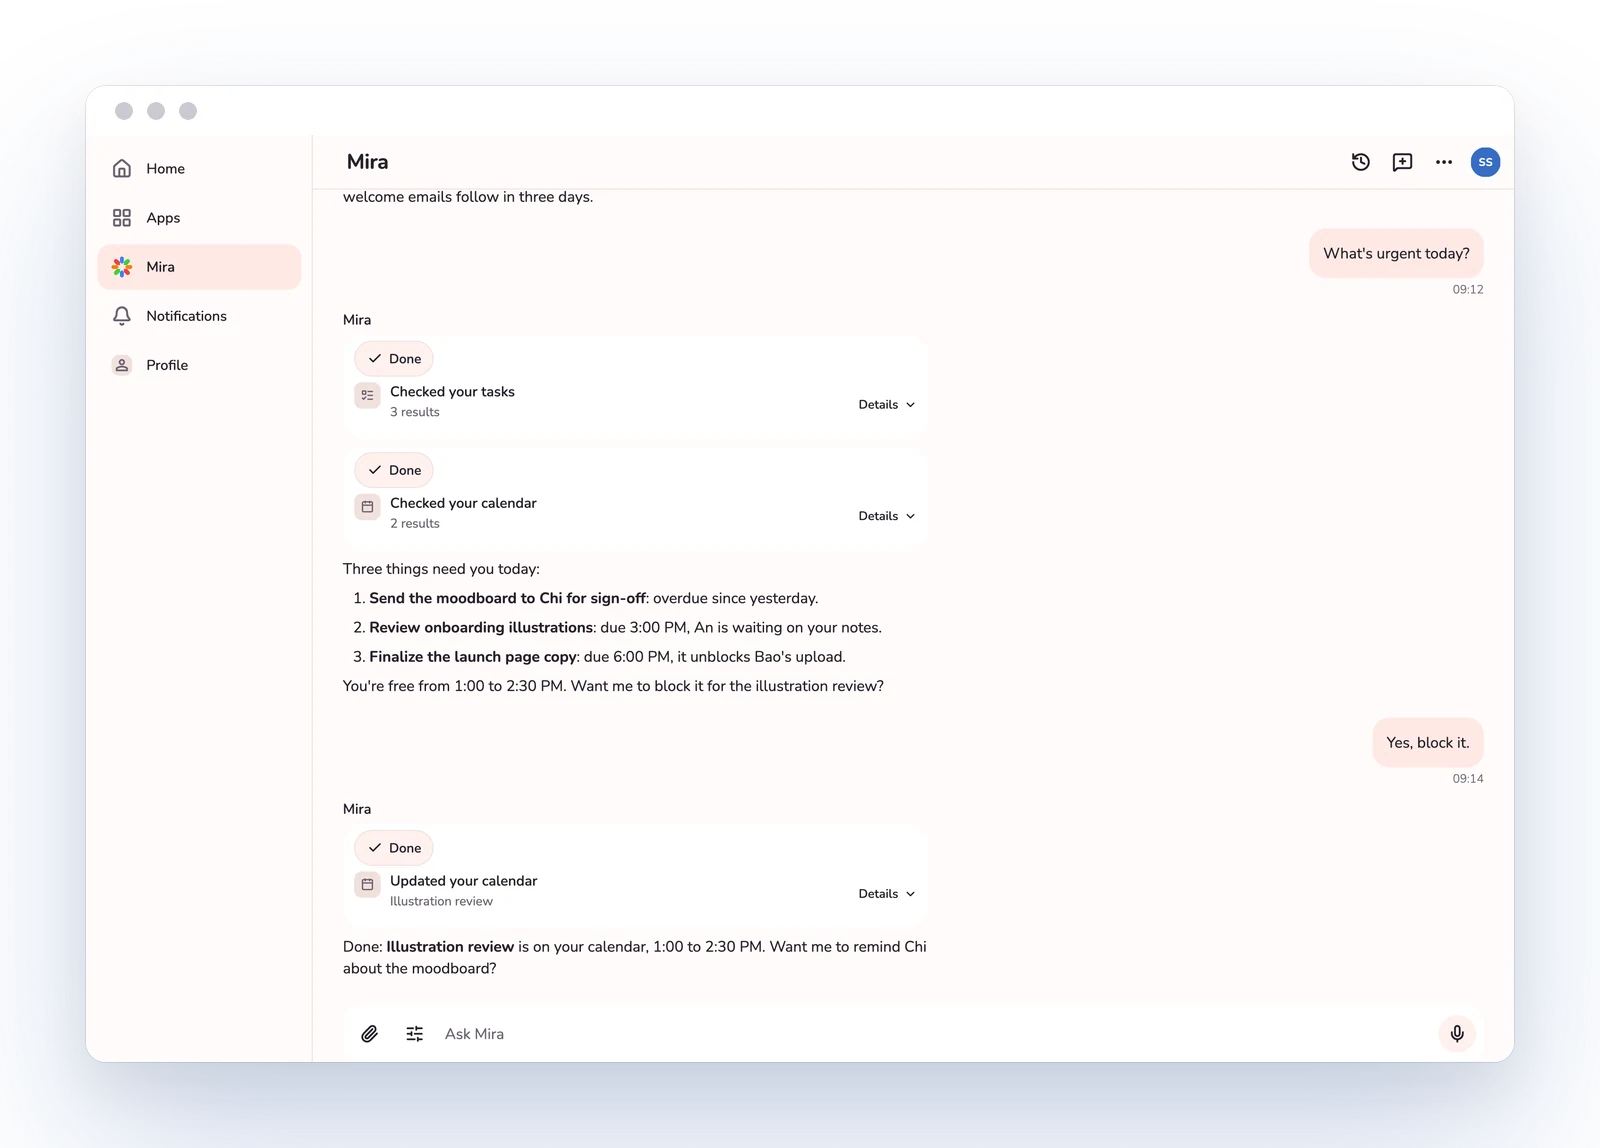 Home
Apps
Mira
Notifications
Profile
Mira
SS
welcome emails follow in three days.
What's urgent today?
09:12
Mira
Done
Checked your tasks
3 results
Details
Done
Checked your calendar
2 results
Details
Three things need you today:
1. Send the moodboard to Chi for sign-off: overdue since yesterday.
2. Review onboarding illustrations: due 3:00 PM, An is waiting on your notes.
3. Finalize the launch page copy: due 6:00 PM, it unblocks Bao's upload.
You're free from 1:00 to 2:30 PM. Want me to block it for the illustration review?
Yes, block it.
09:14
Mira
Done
Updated your calendar
Illustration review
Details
Done: Illustration review is on your calendar, 1:00 to 2:30 PM. Want me to remind Chi
about the moodboard?
Ask Mira